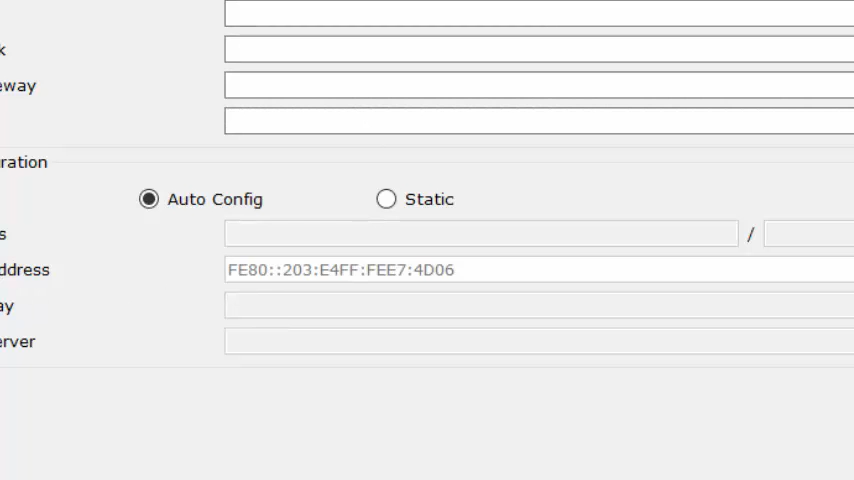 k
eway
ration
Auto Config Static
s /
ddress FE80::203:E4FF:FEE7:4D06
ay
erver